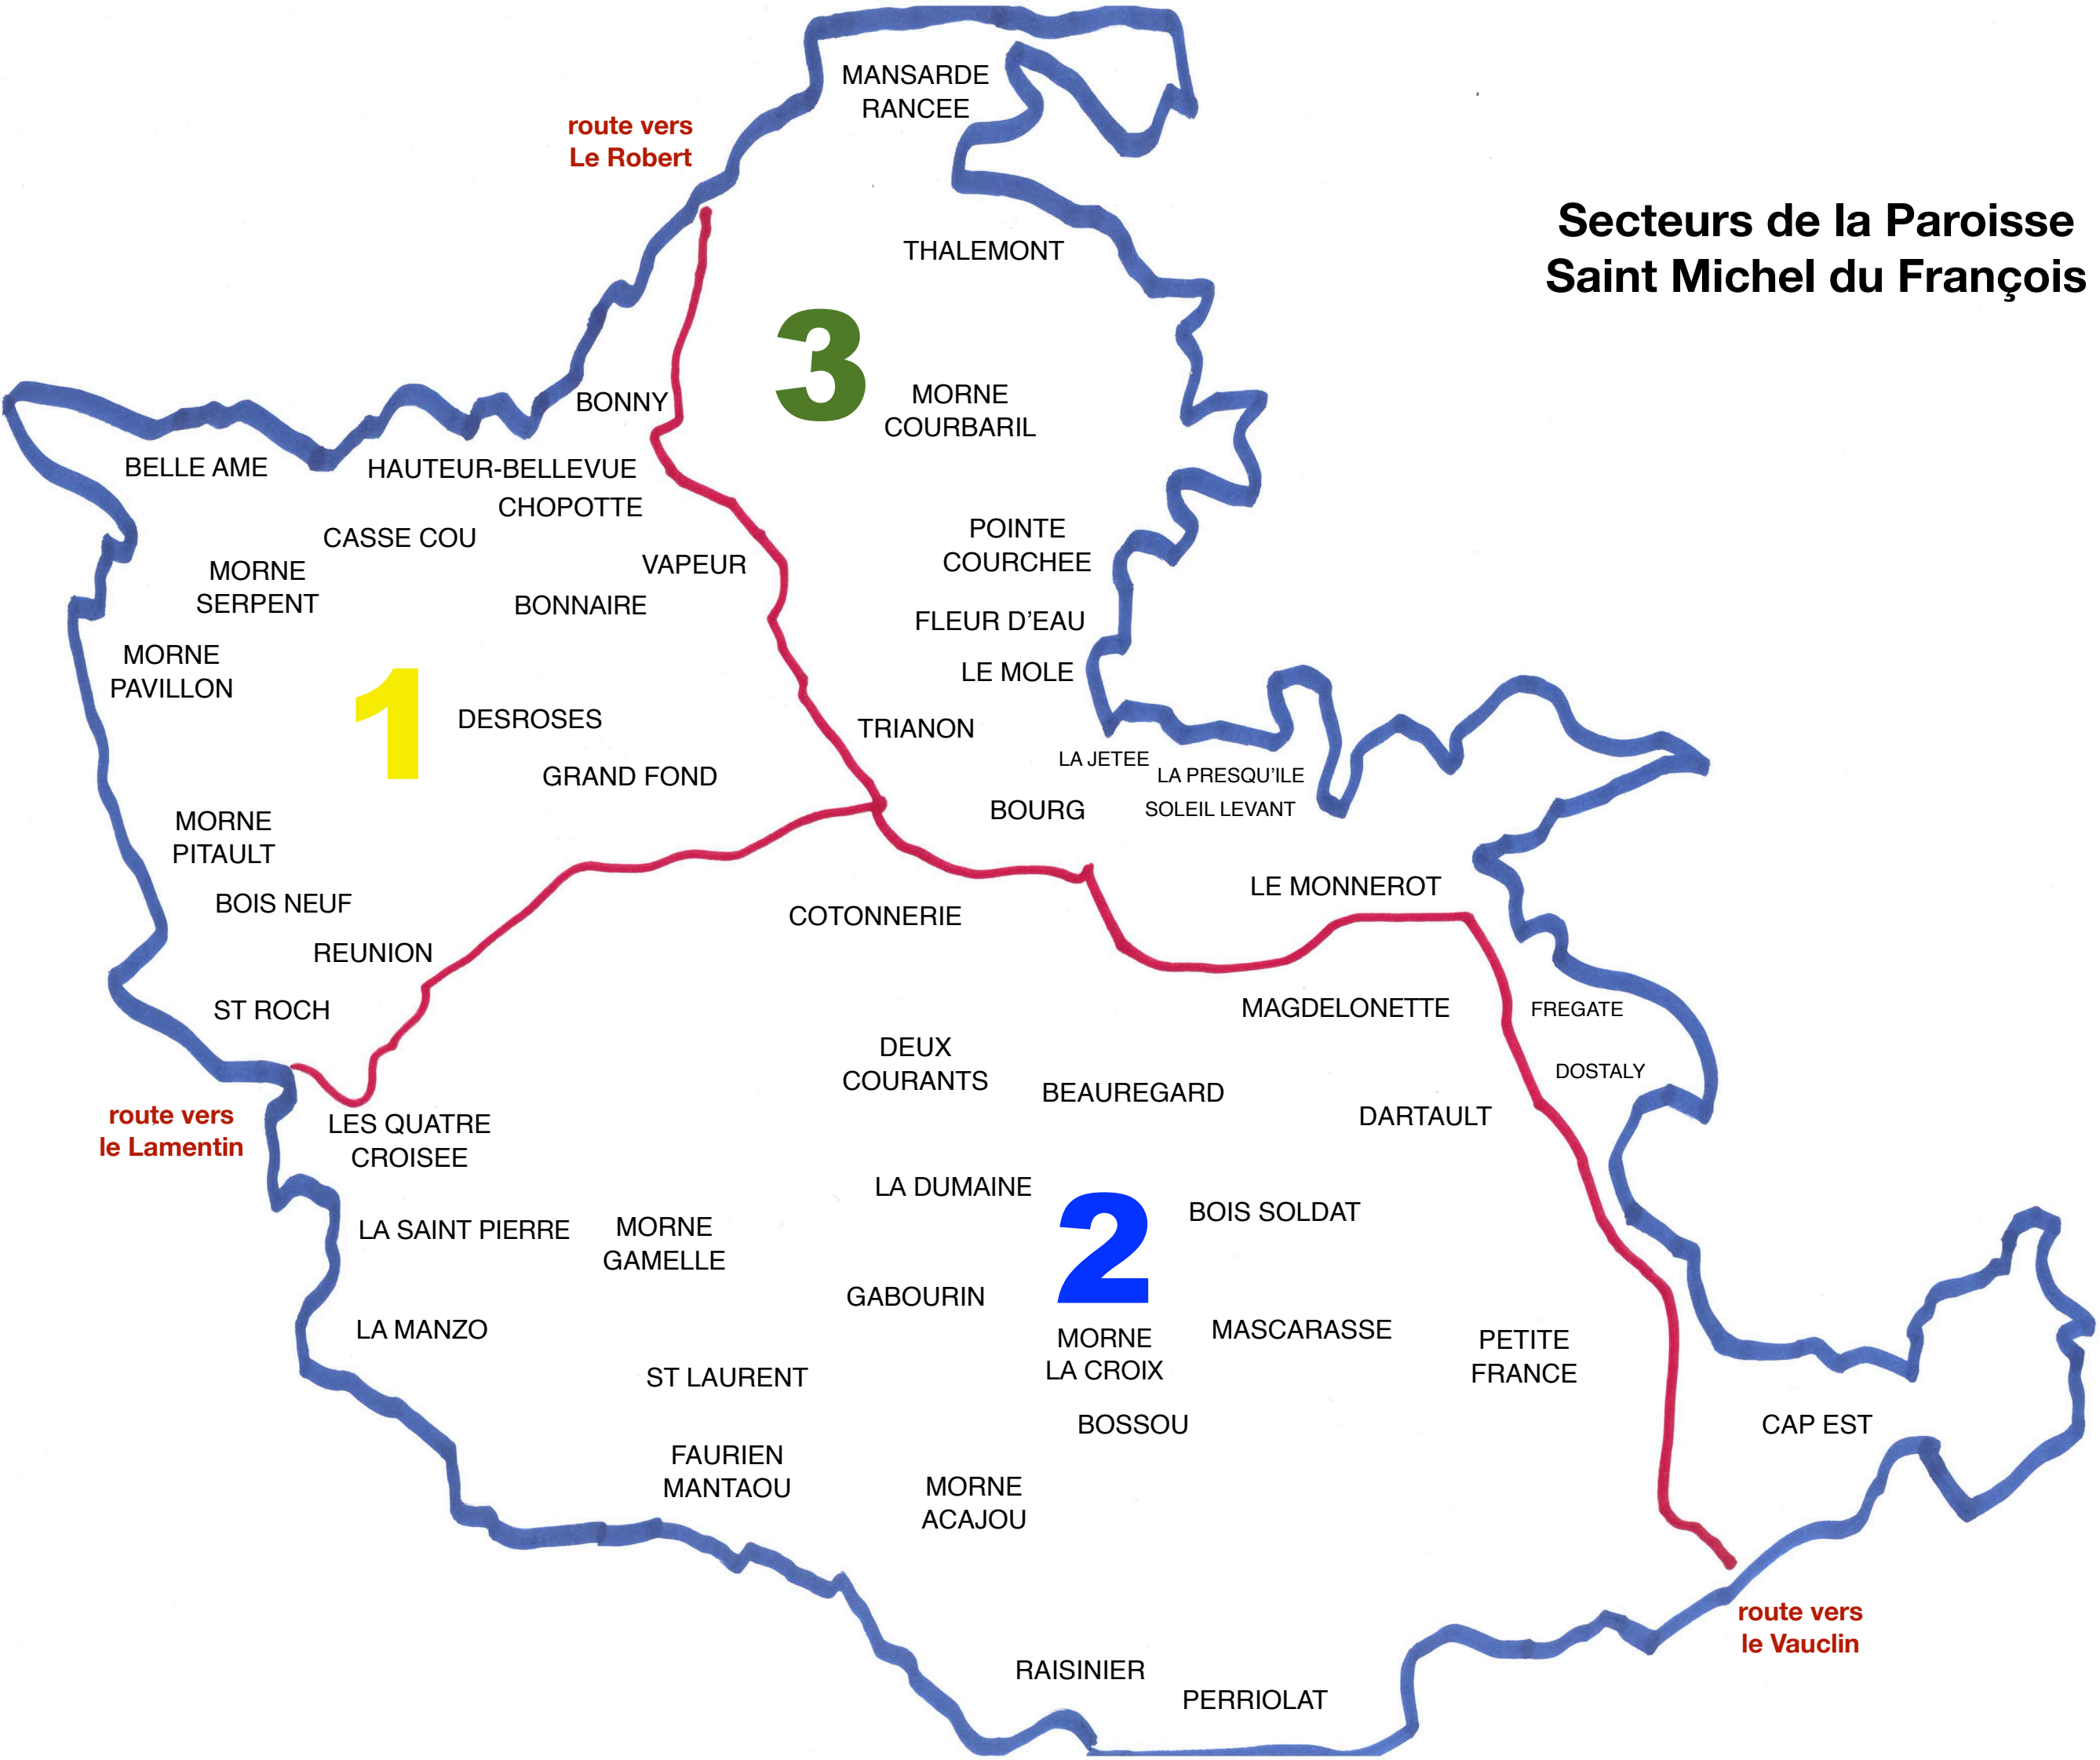 MANSARDE
RANCEE
route vers
Le Robert
Secteurs de la Paroisse
Saint Michel du François
THALEMONT
3
BONNY
MORNE
COURBARIL
BELLE AME
HAUTEUR-BELLEVUE
CHOPOTTE
CASSE COU
POINTE
COURCHEE
VAPEUR
MORNE
SERPENT
BONNAIRE
FLEUR D'EAU
MORNE
PAVILLON
LE MOLE
1
DESROSES
TRIANON
LA JETEE
LA PRESQU'ILE
GRAND FOND
BOURG
SOLEIL LEVANT
MORNE
PITAULT
LE MONNEROT
BOIS NEUF
COTONNERIE
REUNION
ST ROCH
MAGDELONETTE
FREGATE
DEUX
COURANTS
DOSTALY
BEAUREGARD
route vers
le Lamentin
DARTAULT
LES QUATRE
CROISEE
LA DUMAINE
2
BOIS SOLDAT
LA SAINT PIERRE
MORNE
GAMELLE
GABOURIN
LA MANZO
MORNE
LA CROIX
MASCARASSE
PETITE
FRANCE
ST LAURENT
BOSSOU
CAP EST
FAURIEN
MANTAOU
MORNE
ACAJOU
route vers
le Vauclin
RAISINIER
PERRIOLAT